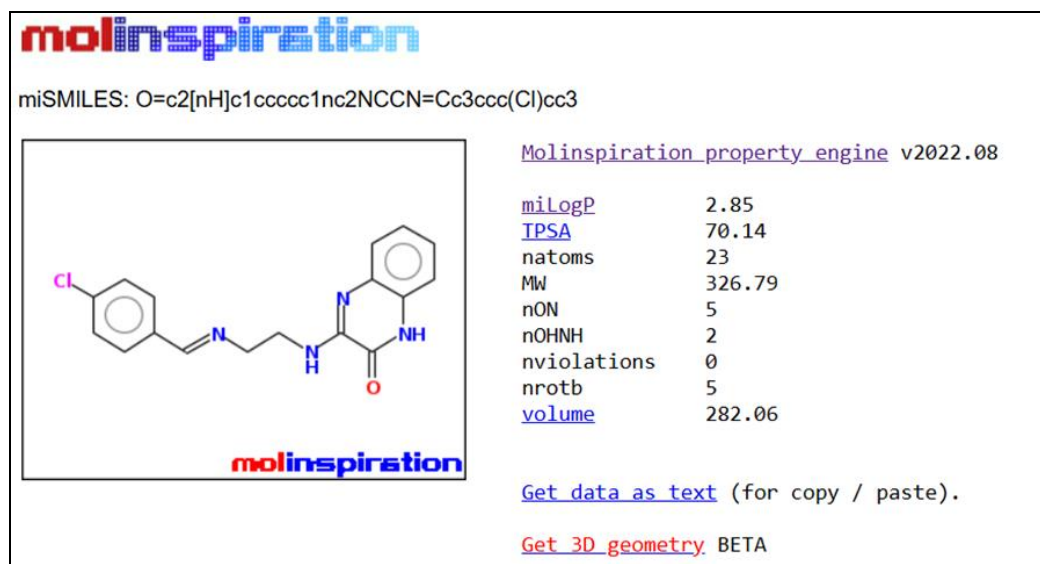 molinspiration
miSMILES: O=c2[nH]c1ccccc1nc2NCCN=Cc3ccc(Cl)cc3
Molinspiration property engine v2022.08
miLogP 2.85
TPSA 70.14
natoms 23
MW 326.79
nON 5
nOHNH 2
nviolations 0
nrotb 5
volume 282.06
Cl
N
N
N
H
NH
O
molinspiration
Get data as text (for copy / paste).
Get 3D geometry BETA